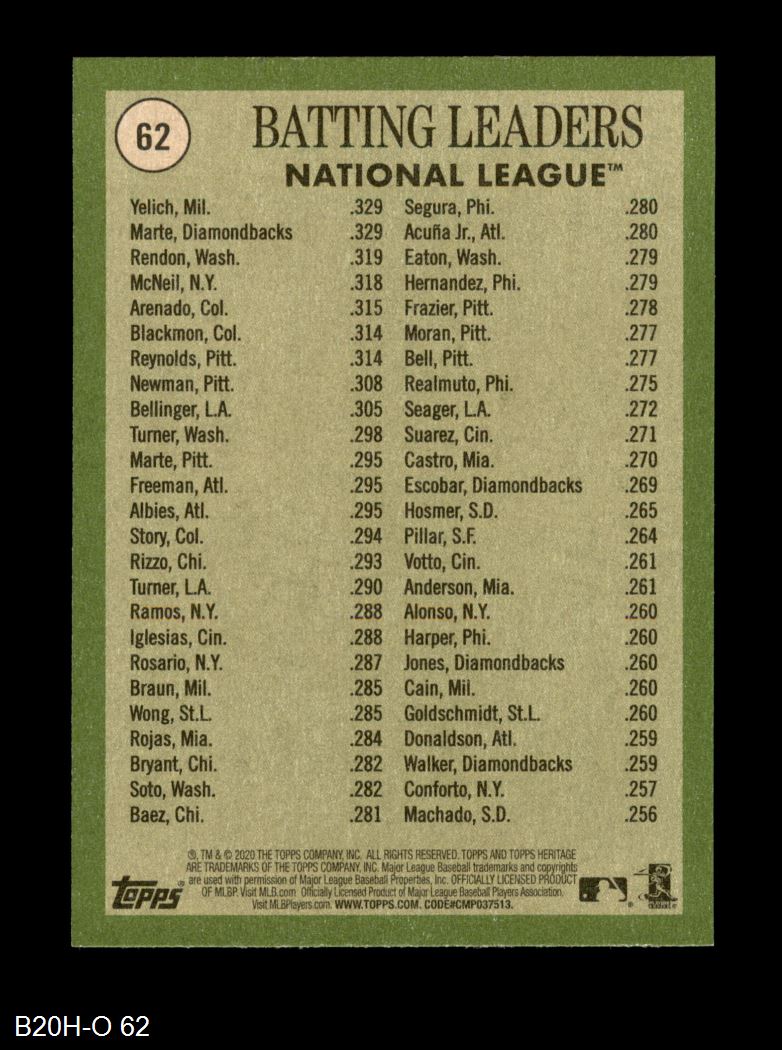 62
BATTING LEADERS
NATIONAL LEAGUE™
Yelich, Mil. .329
Marte, Diamondbacks .329
Rendon, Wash. .319
McNeil, N.Y. .318
Arenado, Col. .315
Blackmon, Col. .314
Reynolds, Pitt. .314
Newman, Pitt. .308
Bellinger, L.A. .305
Turner, Wash. .298
Marte, Pitt. .295
Freeman, Atl. .295
Albies, Atl. .295
Story, Col. .294
Rizzo, Chi. .293
Turner, L.A. .290
Ramos, N.Y. .288
Iglesias, Cin. .288
Rosario, N.Y. .287
Braun, Mil. .285
Wong, St.L. .285
Rojas, Mia. .284
Bryant, Chi. .282
Soto, Wash. .282
Baez, Chi. .281
Segura, Phi. .280
Acuña Jr., Atl. .280
Eaton, Wash. .279
Hernandez, Phi. .279
Frazier, Pitt. .278
Moran, Pitt. .277
Bell, Pitt. .277
Realmuto, Phi. .275
Seager, L.A. .272
Suarez, Cin. .271
Castro, Mia. .270
Escobar, Diamondbacks .269
Hosmer, S.D. .265
Pillar, S.F. .264
Votto, Cin. .261
Anderson, Mia. .261
Alonso, N.Y. .260
Harper, Phi. .260
Jones, Diamondbacks .260
Cain, Mil. .260
Goldschmidt, St.L. .260
Donaldson, Atl. .259
Walker, Diamondbacks .259
Conforto, N.Y. .257
Machado, S.D. .256
®, TM & © 2020 THE TOPPS COMPANY, INC. ALL RIGHTS RESERVED. TOPPS AND TOPPS HERITAGE
ARE TRADEMARKS OF THE TOPPS COMPANY, INC. Major League Baseball trademarks and copyrights
are used with permission of Major League Baseball Properties, Inc. OFFICIALLY LICENSED PRODUCT
OF MLBP. Visit MLB.com Officially Licensed Product of Major League Baseball Players Association.
Visit MLBPlayers.com. WWW.TOPPS.COM. CODE#CMP037513.
TOPPS®
B20H-O 62